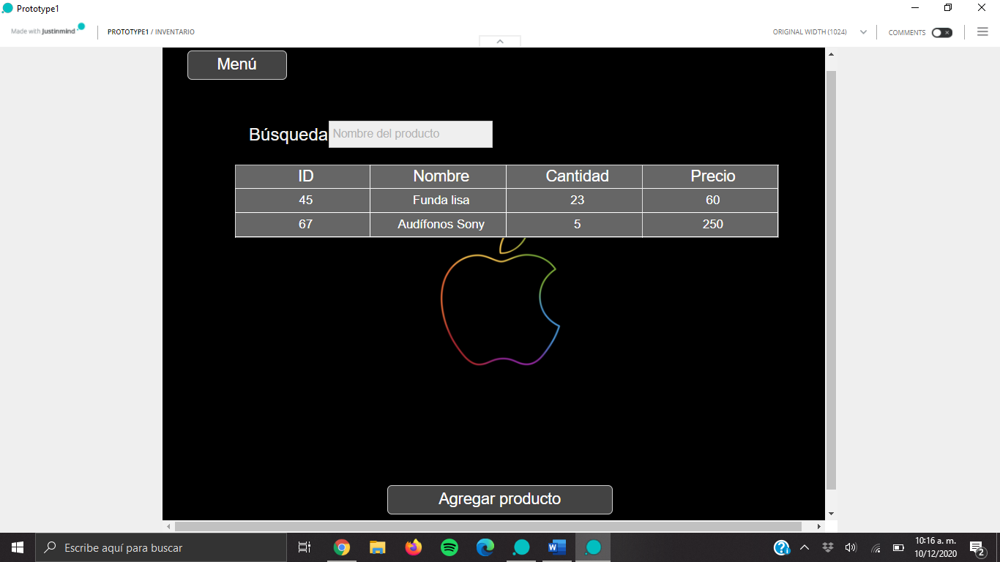 Prototype1
Made with Justinmind
PROTOTYPE1 / INVENTARIO
ORIGINAL WIDTH (1024)
COMMENTS
Menú
Búsqueda
Nombre del producto
ID Nombre Cantidad Precio
45 Funda lisa 23 60
67 Audífonos Sony 5 250
Agregar producto
Escribe aquí para buscar
W
10:16 a. m.
10/12/2020
2